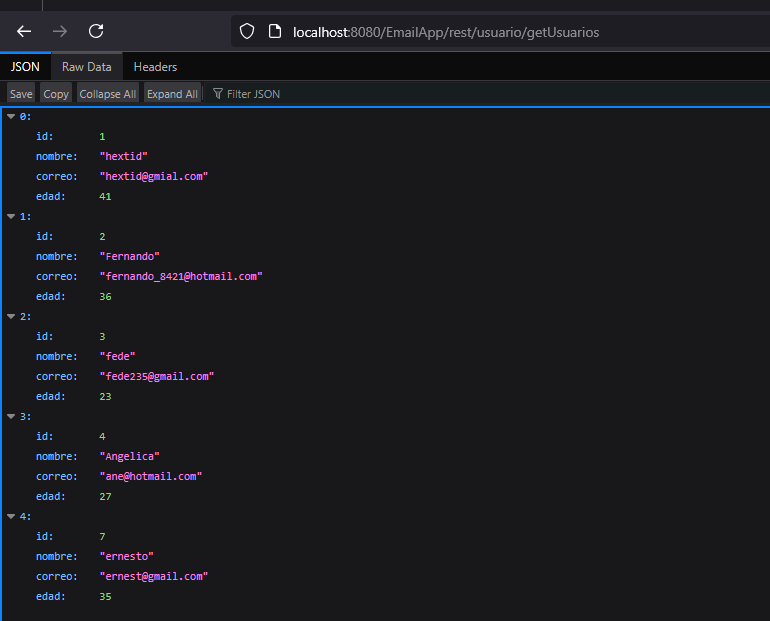 localhost:8080/EmailApp/rest/usuario/getUsuarios
JSON Raw Data Headers
Save Copy Collapse All Expand All Filter JSON
0:
id: 1
nombre: "hextid"
correo: "hextid@gmial.com"
edad: 41
1:
id: 2
nombre: "Fernando"
correo: "fernando_8421@hotmail.com"
edad: 36
2:
id: 3
nombre: "fede"
correo: "fede235@gmail.com"
edad: 23
3:
id: 4
nombre: "Angelica"
correo: "ane@hotmail.com"
edad: 27
4:
id: 7
nombre: "ernesto"
correo: "ernest@gmail.com"
edad: 35